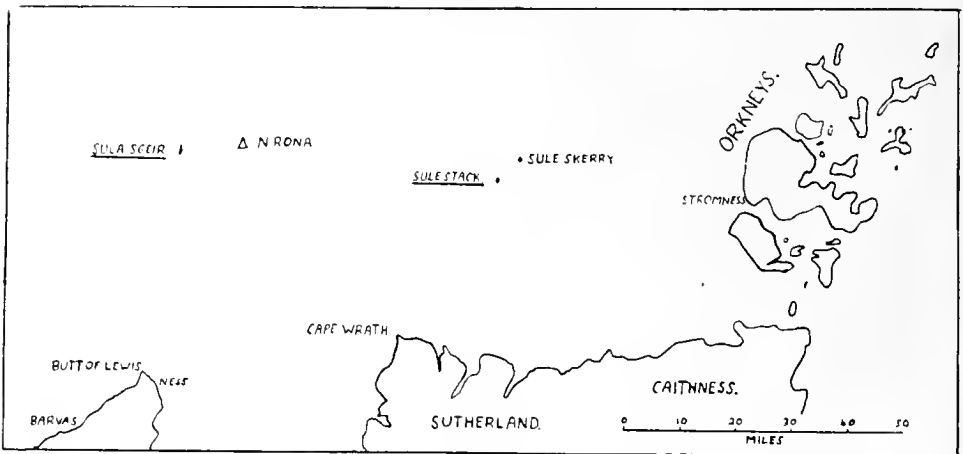 ORKNEYS.
SULA SGEIR
N RONA
SULE SKERRY
SULE STACK
STROMNESS
CAPE WRATH
BUTT OF LEWIS
NESS
BARVAS
SUTHERLAND.
CAITHNESS.
0 10 20 30 40 50
MILES